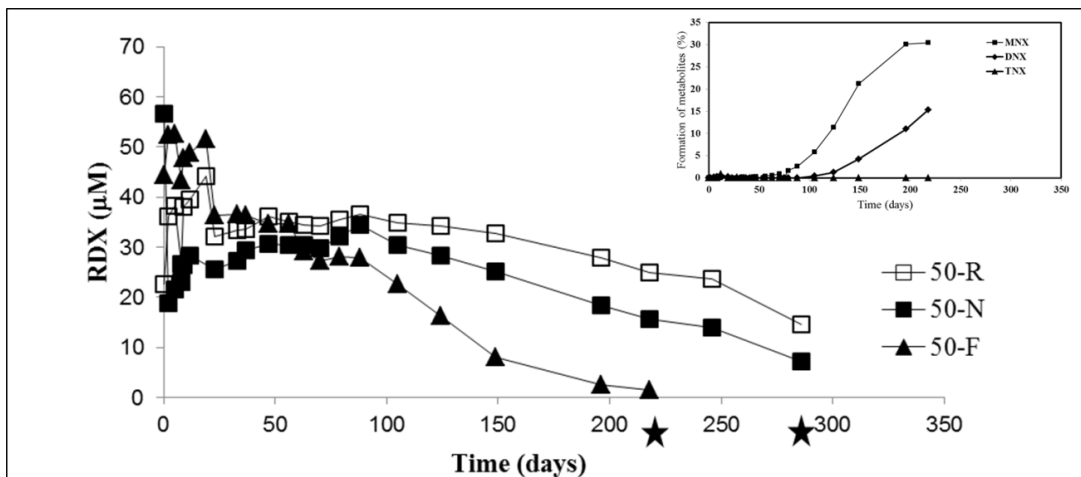 70
60
50
40
30
20
10
0
RDX (µM)
0 50 100 150 200 250 300 350
Time (days)
50-R
50-N
50-F
35
30
25
20
15
10
5
0
Formation of metabolites (%)
0 50 100 150 200 250 300 350
Time (days)
MNX
DNX
TNX